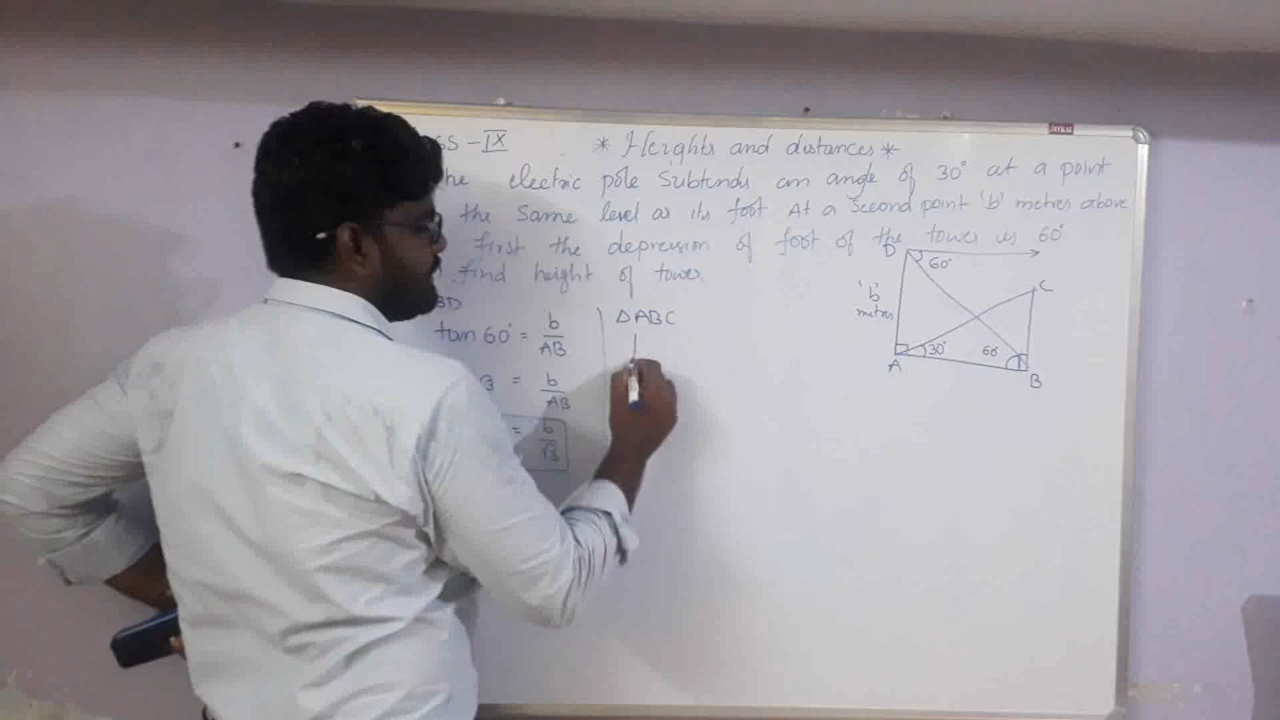 SS - IX * Heights and distances *
he electric pole subtends an angle of 30° at a point
the same level as its foot At a second point 'b' metres above
first the depression of foot of the tower is 60°
find height of tower
D 60°
'b'
metres
C
A 30° 60° B
BD
tan 60° = b/AB
3 = b/AB
= b/√3
ΔABC